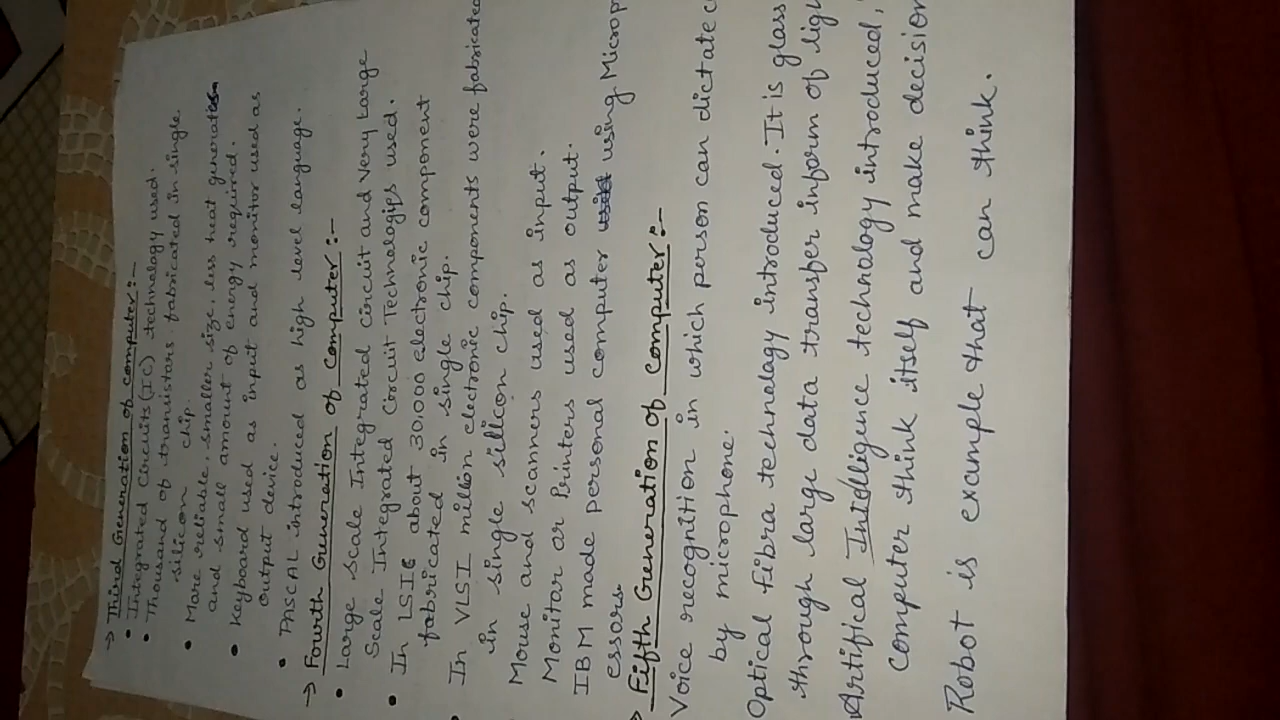 → Third Generation of computer:-
• Integrated Circuits (IC) technology used.
• Thousand of transistors fabricated in single
silicon chip.
• More reliable, smaller size, less heat generation
and small amount of energy required.
• Keyboard used as input and monitor used as
output device.
• PASCAL introduced as high level language.
→ Fourth Generation of Computer:-
• Large scale Integrated circuit and Very Large
Scale Integrated Circuit Technologies used.
• In LSIC about 30,000 electronic component
fabricated in single chip.
• In VLSI million electronic components were fabricated
in single sillicon chip.
Mouse and scanners used as input.
Monitor or Printers used as output.
IBM made personal computer using Microp
essors
→ Fifth Generation of Computer:-
Voice recognition in which person can dictate
by microphone.
Optical Fibra technology introduced. It is glass
through large data transfer inform of lig
Artifical Intelligence technology introduced,
computer think itself and make decision
Robot is example that can think.